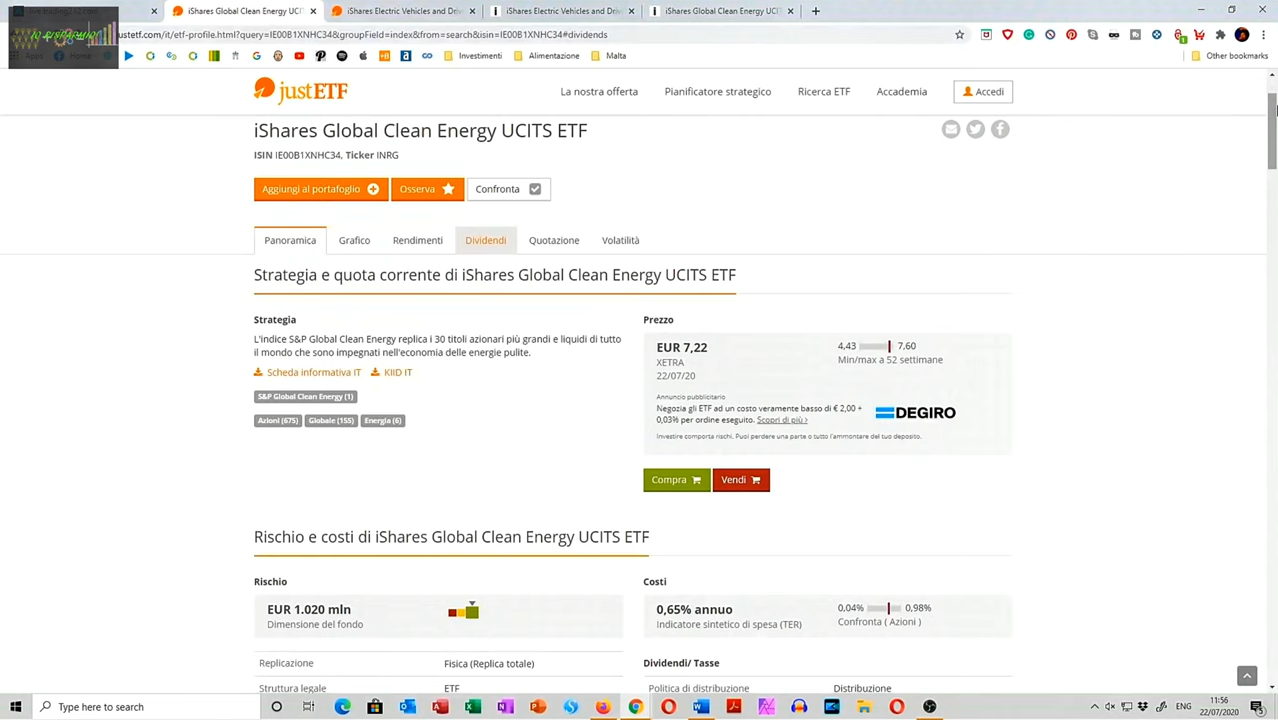 iShares Global Clean Energy UCI
iShares Electric Vehicles and Driv
iShares Electric Vehicles and Driv
iShares Global Clean Energy UCI
IO RISPARMIO
justetf.com/it/etf-profile.html?query=IE00B1XNHC34&groupField=index&from=search&isin=IE00B1XNHC34#dividends
Apps
Home
Investimenti
Alimentazione
Malta
Other bookmarks
justETF
La nostra offerta
Pianificatore strategico
Ricerca ETF
Accademia
Accedi
iShares Global Clean Energy UCITS ETF
ISIN IE00B1XNHC34, Ticker INRG
Aggiungi al portafoglio
Osserva
Confronta
Panoramica
Grafico
Rendimenti
Dividendi
Quotazione
Volatilità
Strategia e quota corrente di iShares Global Clean Energy UCITS ETF
Strategia
L'indice S&P Global Clean Energy replica i 30 titoli azionari più grandi e liquidi di tutto
il mondo che sono impegnati nell'economia delle energie pulite.
Scheda informativa IT
KIID IT
S&P Global Clean Energy (1)
Azioni (675)
Globale (155)
Energia (6)
Prezzo
EUR 7,22
XETRA
22/07/20
4,43
7,60
Min/max a 52 settimane
Annuncio pubblicitario
Negozia gli ETF ad un costo veramente basso di € 2,00 +
0,03% per ordine eseguito. Scopri di più >
DEGIRO
Investire comporta rischi. Puoi perdere una parte o tutto l'ammontare del tuo deposito.
Compra
Vendi
Rischio e costi di iShares Global Clean Energy UCITS ETF
Rischio
EUR 1.020 mln
Dimensione del fondo
Replicazione
Fisica (Replica totale)
Struttura legale
ETF
Costi
0,65% annuo
Indicatore sintetico di spesa (TER)
0,04%
0,98%
Confronta ( Azioni )
Dividendi/ Tasse
Politica di distribuzione
Distribuzione
Type here to search
ENG
11:56
22/07/2020